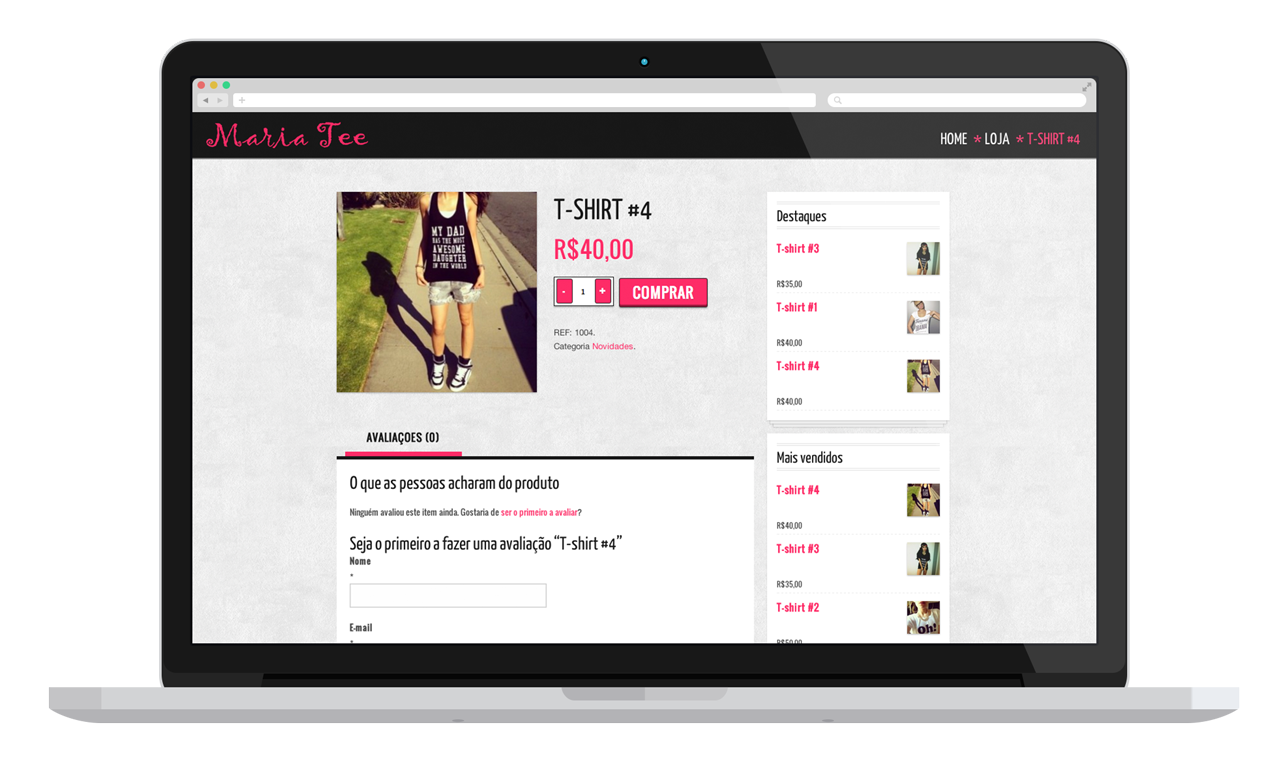 Maria Tee
HOME * LOJA * T-SHIRT #4
MY DAD
HAS THE MOST
AWESOME
DAUGHTER
IN THE WORLD
T-SHIRT #4
R$40,00
- 1 +
COMPRAR
REF: 1004.
Categoria Novidades.
AVALIAÇOES (0)
O que as pessoas acharam do produto
Ninguém avaliou este item ainda. Gostaria de ser o primeiro a avaliar?
Seja o primeiro a fazer uma avaliação “T-shirt #4”
Nome
*
E-mail
*
Destaques
T-shirt #3
R$35,00
T-shirt #1
R$40,00
T-shirt #4
R$40,00
Mais vendidos
T-shirt #4
R$40,00
T-shirt #3
R$35,00
T-shirt #2
Oh!
R$50,00